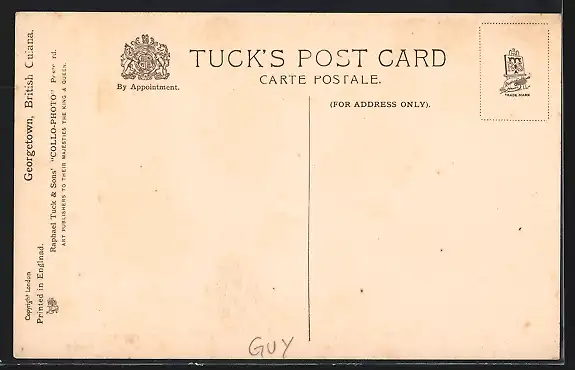 TUCK'S POST CARD
CARTE POSTALE.
By Appointment.
(FOR ADDRESS ONLY).
TRADE MARK
Georgetown, British Guiana.
Raphael Tuck & Sons' "COLLO-PHOTO"
ART PUBLISHERS TO THEIR MAJESTIES THE KING & QUEEN.
Copyright London
Printed in England.
GUY